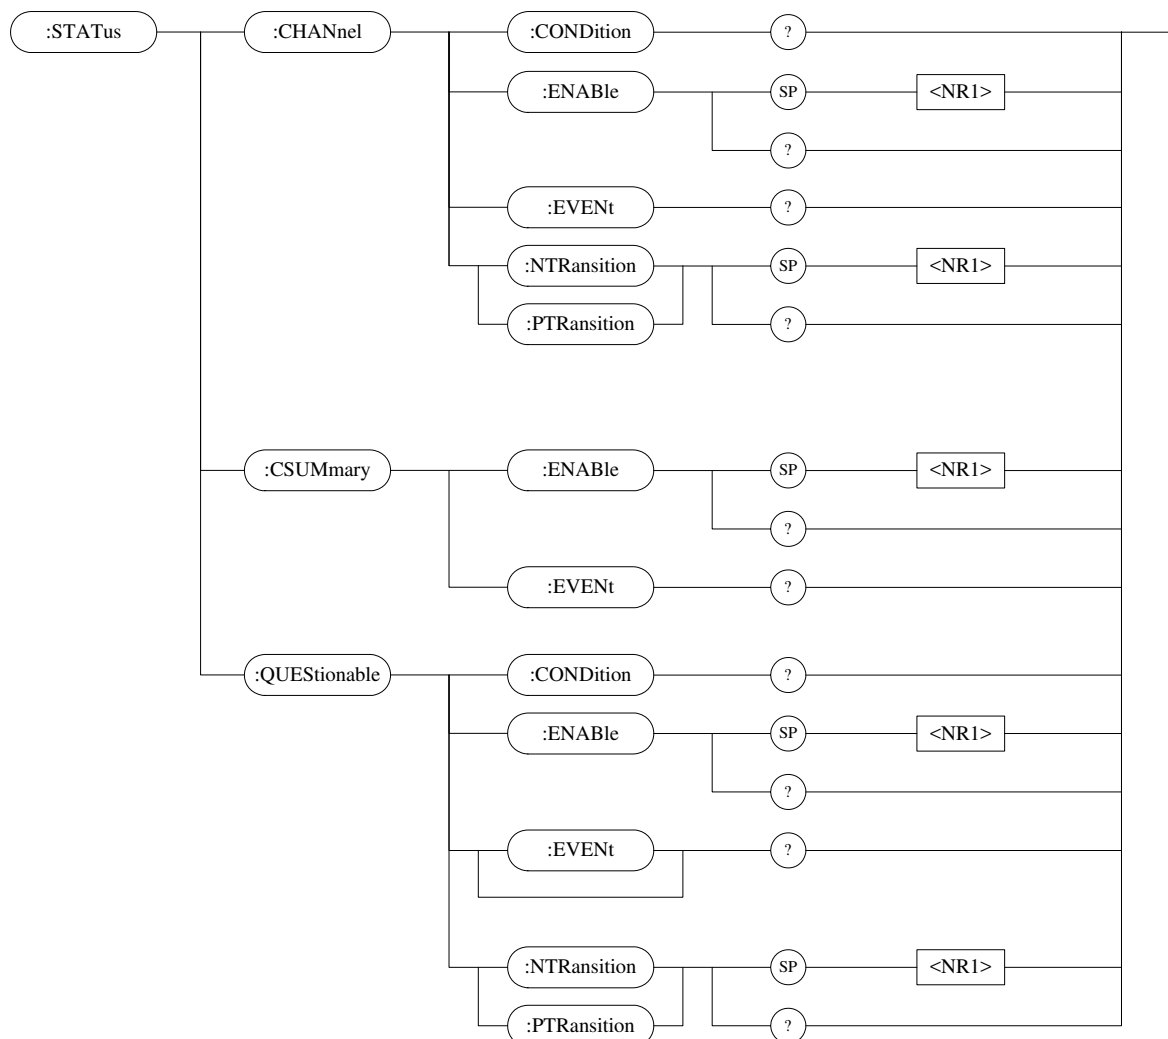 :STATus :CHANnel :CONDition ?
:ENABle SP <NR1>
?
:EVENt ?
:NTRansition SP <NR1>
:PTRansition ?
:CSUMmary :ENABle SP <NR1>
?
:EVENt ?
:QUEStionable :CONDition ?
:ENABle SP <NR1>
?
:EVENt ?
:NTRansition SP <NR1>
:PTRansition ?